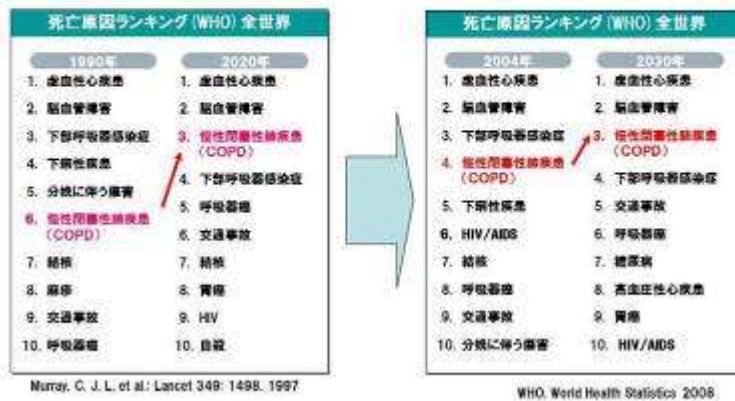 死亡原因ランキング(WHO)全世界
1990年
1. 虚血性心疾患
2. 脳血管障害
3. 下部呼吸器感染症
4. 下痢性疾患
5. 分娩に伴う傷害
6. 慢性閉塞性肺疾患
(COPD)
7. 結核
8. 麻疹
9. 交通事故
10. 呼吸器癌
2020年
1. 虚血性心疾患
2. 脳血管障害
3. 慢性閉塞性肺疾患
(COPD)
4. 下部呼吸器感染症
5. 呼吸器癌
6. 交通事故
7. 結核
8. 胃癌
9. HIV
10. 自殺
Murray, C. J. L. et al.: Lancet 349: 1498, 1997
死亡原因ランキング(WHO)全世界
2004年
1. 虚血性心疾患
2. 脳血管障害
3. 下部呼吸器感染症
4. 慢性閉塞性肺疾患
(COPD)
5. 下痢性疾患
6. HIV/AIDS
7. 結核
8. 呼吸器癌
9. 交通事故
10. 分娩に伴う傷害
2030年
1. 虚血性心疾患
2. 脳血管障害
3. 慢性閉塞性肺疾患
(COPD)
4. 下部呼吸器感染症
5. 交通事故
6. 呼吸器癌
7. 糖尿病
8. 高血圧性心疾患
9. 胃癌
10. HIV/AIDS
WHO. World Health Statistics 2008